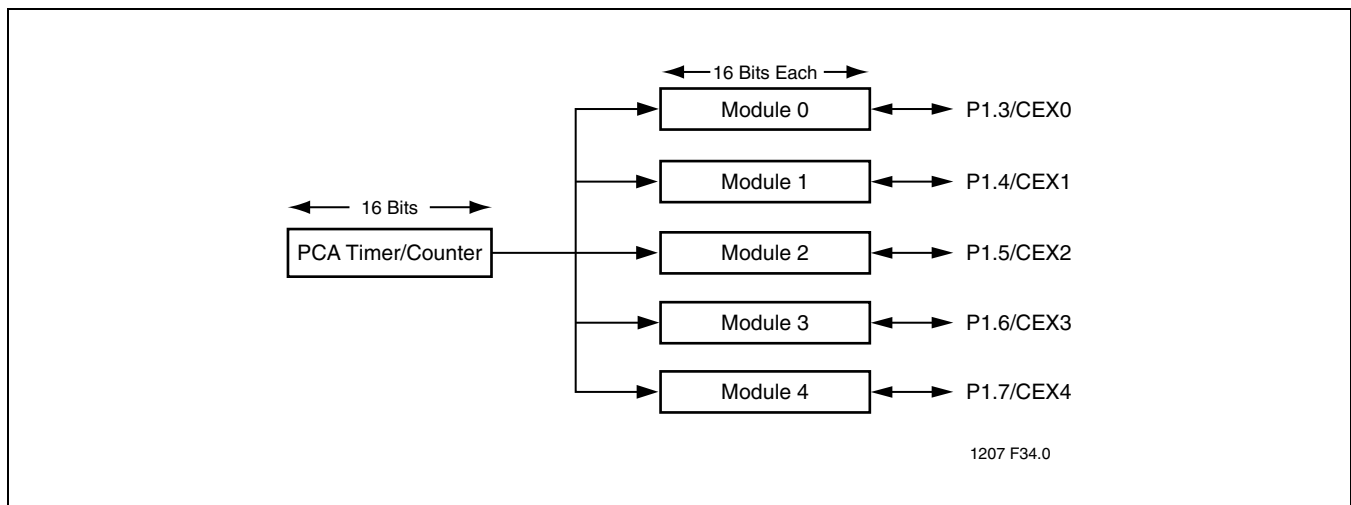 16 Bits Each
Module 0
P1.3/CEX0
Module 1
P1.4/CEX1
16 Bits
PCA Timer/Counter
Module 2
P1.5/CEX2
Module 3
P1.6/CEX3
Module 4
P1.7/CEX4
1207 F34.0